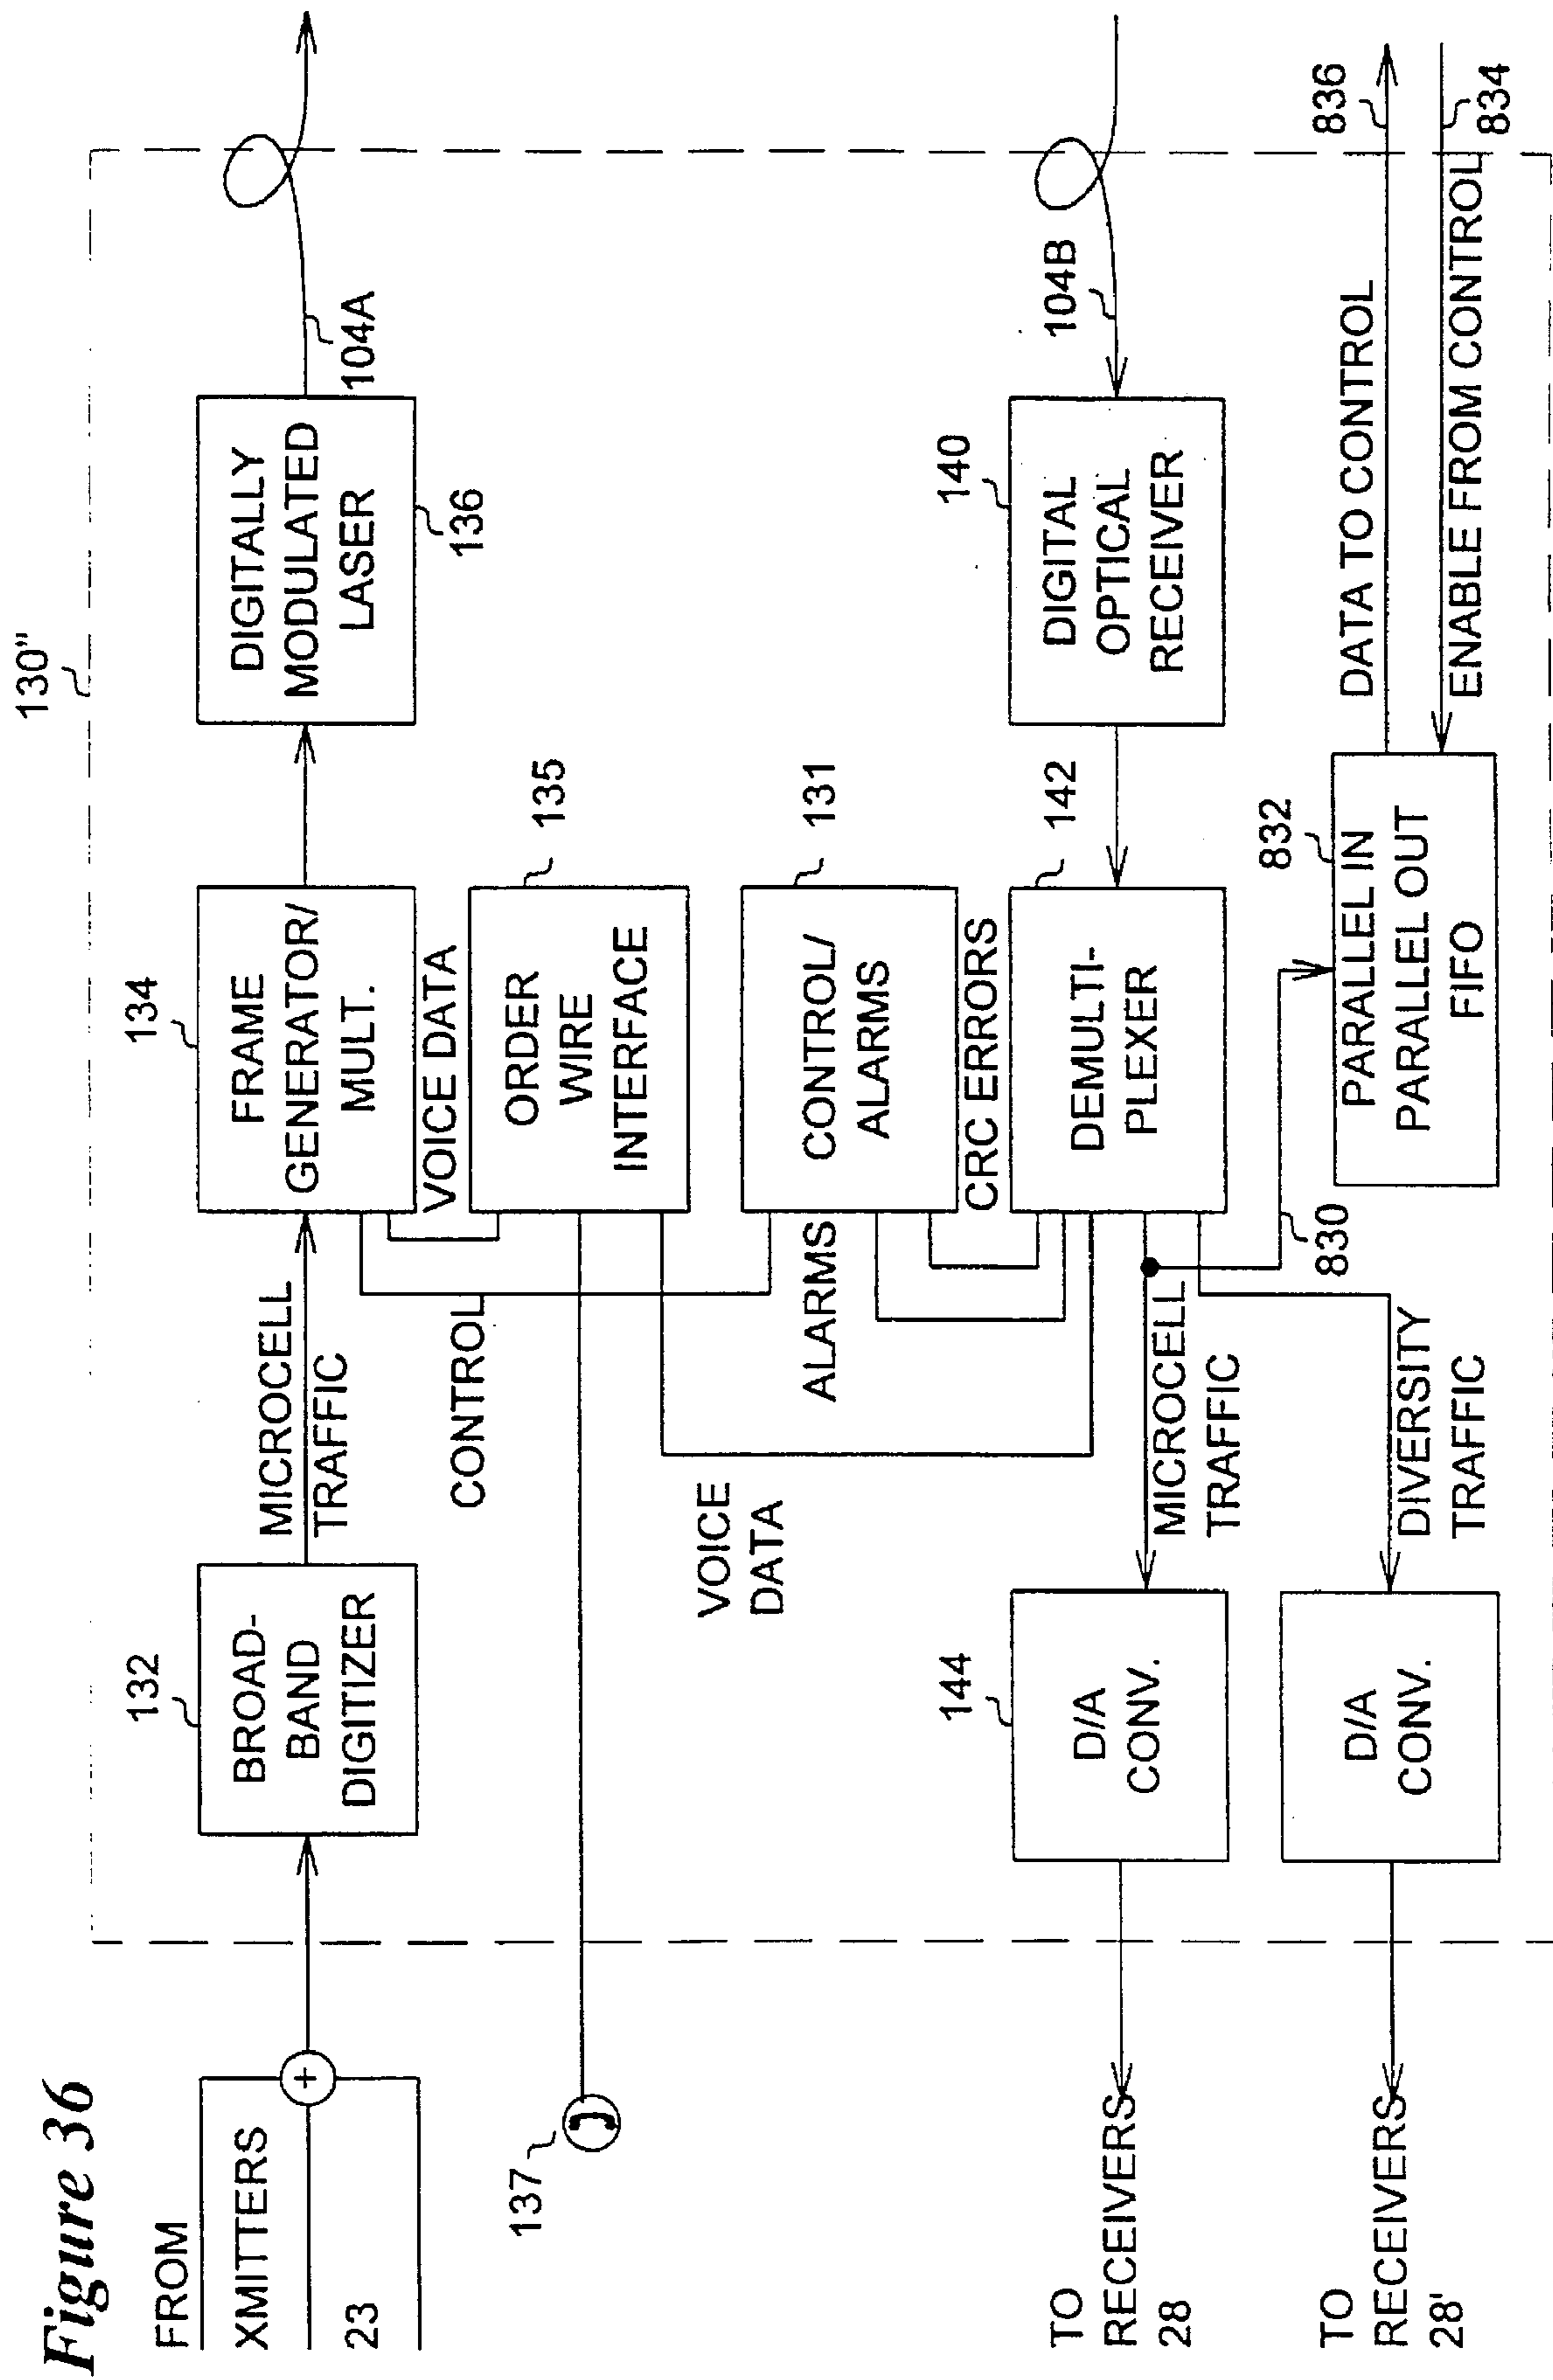 Figure 36
130"
FROM
XMITTERS
23
132
BROAD-
BAND
DIGITIZER
MICROCELL
TRAFFIC
134
FRAME
GENERATOR/
MULT.
DIGITALLY
MODULATED
LASER
136
104A
CONTROL
VOICE DATA
137
ORDER
WIRE
INTERFACE
135
VOICE
DATA
CONTROL/
ALARMS
131
ALARMS
CRC ERRORS
TO
RECEIVERS
28
144
D/A
CONV.
MICROCELL
TRAFFIC
DEMULTI-
PLEXER
142
140
DIGITAL
OPTICAL
RECEIVER
104B
TO
RECEIVERS
28'
D/A
CONV.
DIVERSITY
TRAFFIC
830
832
PARALLEL IN
PARALLEL OUT
FIFO
DATA TO CONTROL
836
ENABLE FROM CONTROL
834